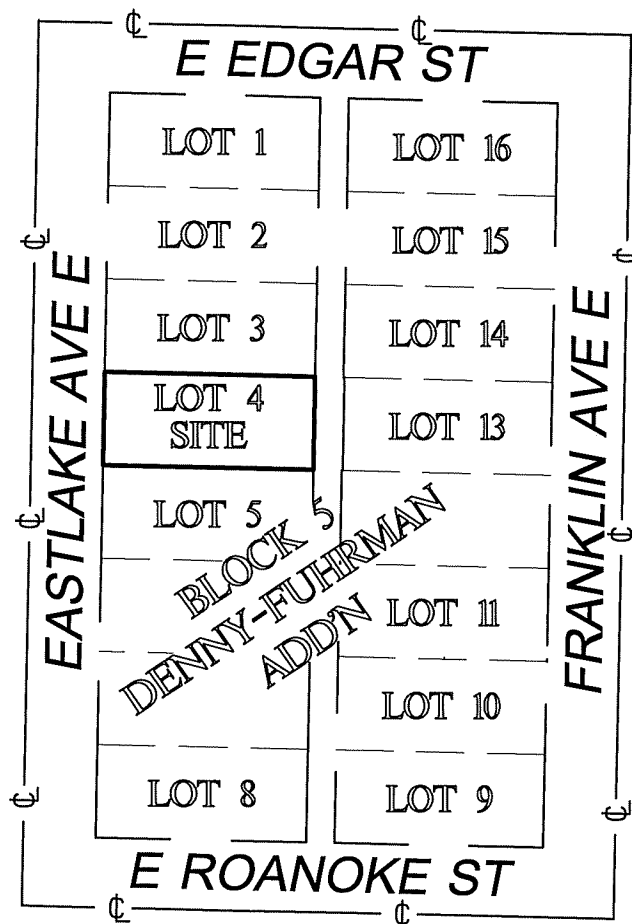 ℄ ℄
E EDGAR ST
LOT 1
LOT 16
LOT 2
LOT 15
℄ ℄
LOT 3
LOT 14
LOT 4
SITE
LOT 13
EASTLAKE AVE E
FRANKLIN AVE E
LOT 5
℄ ℄
BLOCK 5
DENNY-FUHRMAN
ADD'N
LOT 11
LOT 10
LOT 8
LOT 9
℄ ℄
E ROANOKE ST
℄ ℄